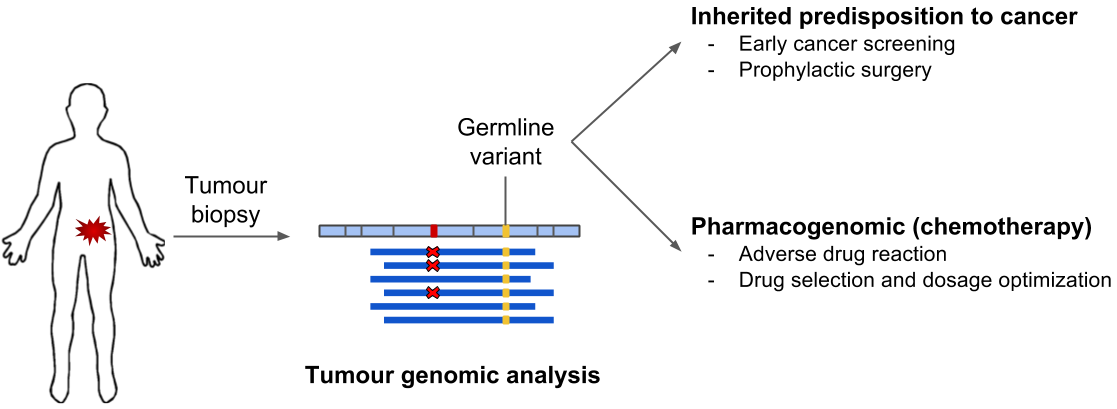 Inherited predisposition to cancer
- Early cancer screening
- Prophylactic surgery
Germline
variant
Tumour
biopsy
Pharmacogenomic (chemotherapy)
- Adverse drug reaction
- Drug selection and dosage optimization
Tumour genomic analysis